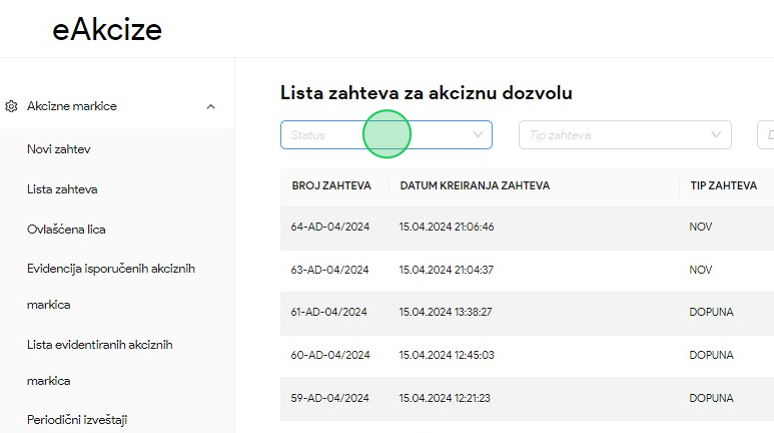 eAkcize
Akcizne markice
Novi zahtev
Lista zahteva
Ovlašćena lica
Evidencija isporučenih akciznih
markica
Lista evidentiranih akciznih
markica
Periodični izveštaji
Lista zahteva za akciznu dozvolu
Status Tip zahteva D
BROJ ZAHTEVA DATUM KREIRANJA ZAHTEVA TIP ZAHTEVA
64-AD-04/2024 15.04.2024 21:06:46 NOV
63-AD-04/2024 15.04.2024 21:04:37 NOV
61-AD-04/2024 15.04.2024 13:38:27 DOPUNA
60-AD-04/2024 15.04.2024 12:45:03 DOPUNA
59-AD-04/2024 15.04.2024 12:21:23 DOPUNA